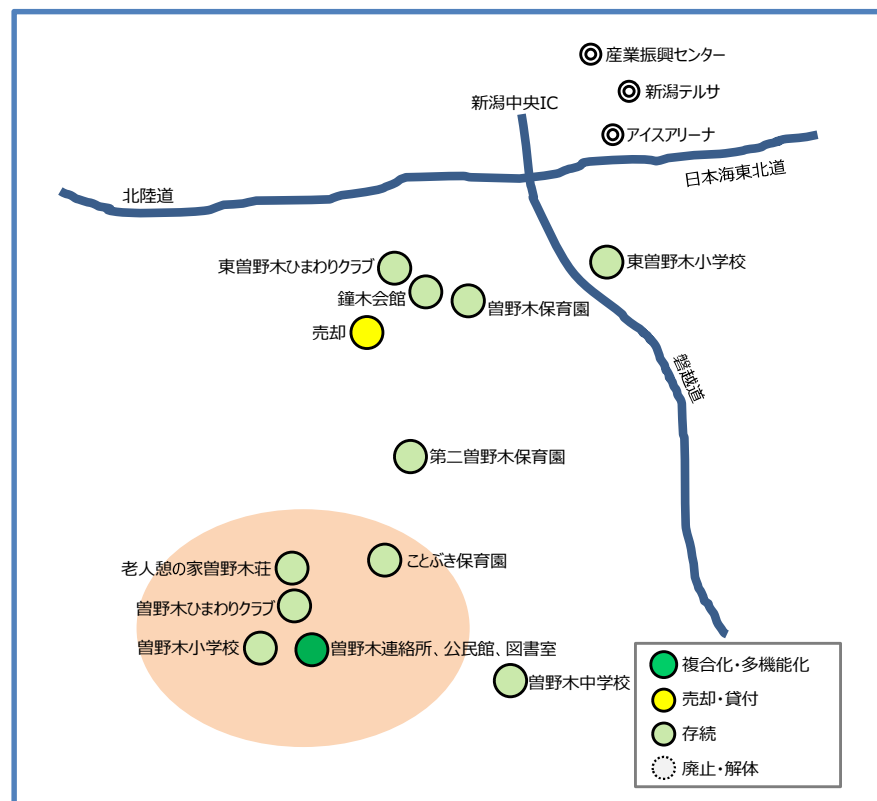 産業振興センター
新潟テルサ
新潟中央IC
アイスアリーナ
日本海東北道
北陸道
東曽野木ひまわりクラブ
東曽野木小学校
鐘木会館
曽野木保育園
売却
磐越道
第二曽野木保育園
ことぶき保育園
老人憩の家曽野木荘
曽野木ひまわりクラブ
曽野木小学校
曽野木連絡所、公民館、図書室
曽野木中学校
複合化・多機能化
売却・貸付
存続
廃止・解体